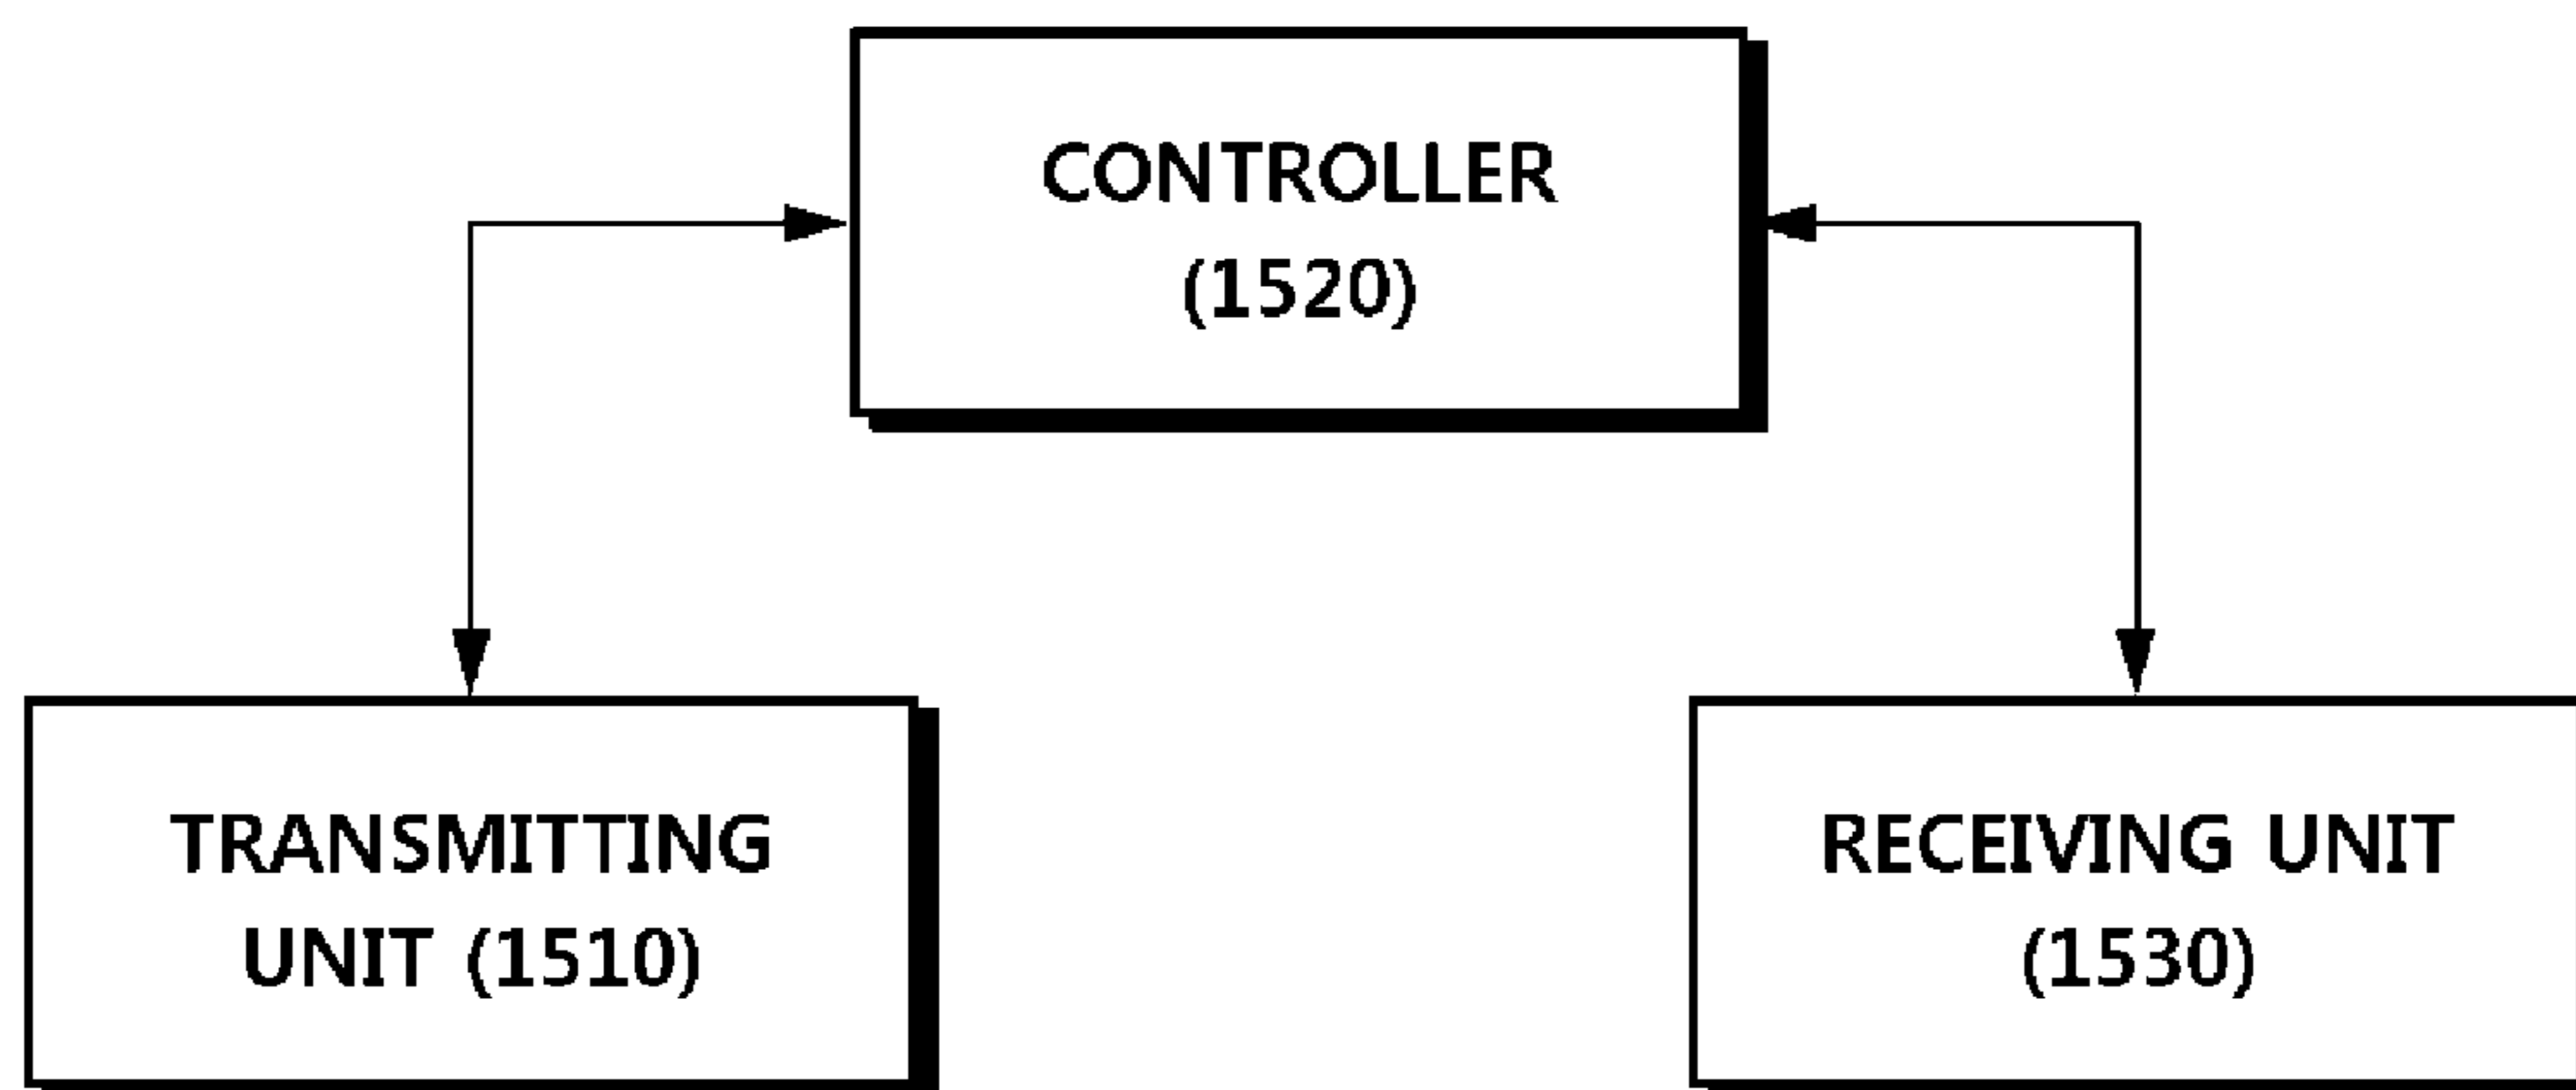 CONTROLLER
(1520)
TRANSMITTING
UNIT (1510)
RECEIVING UNIT
(1530)